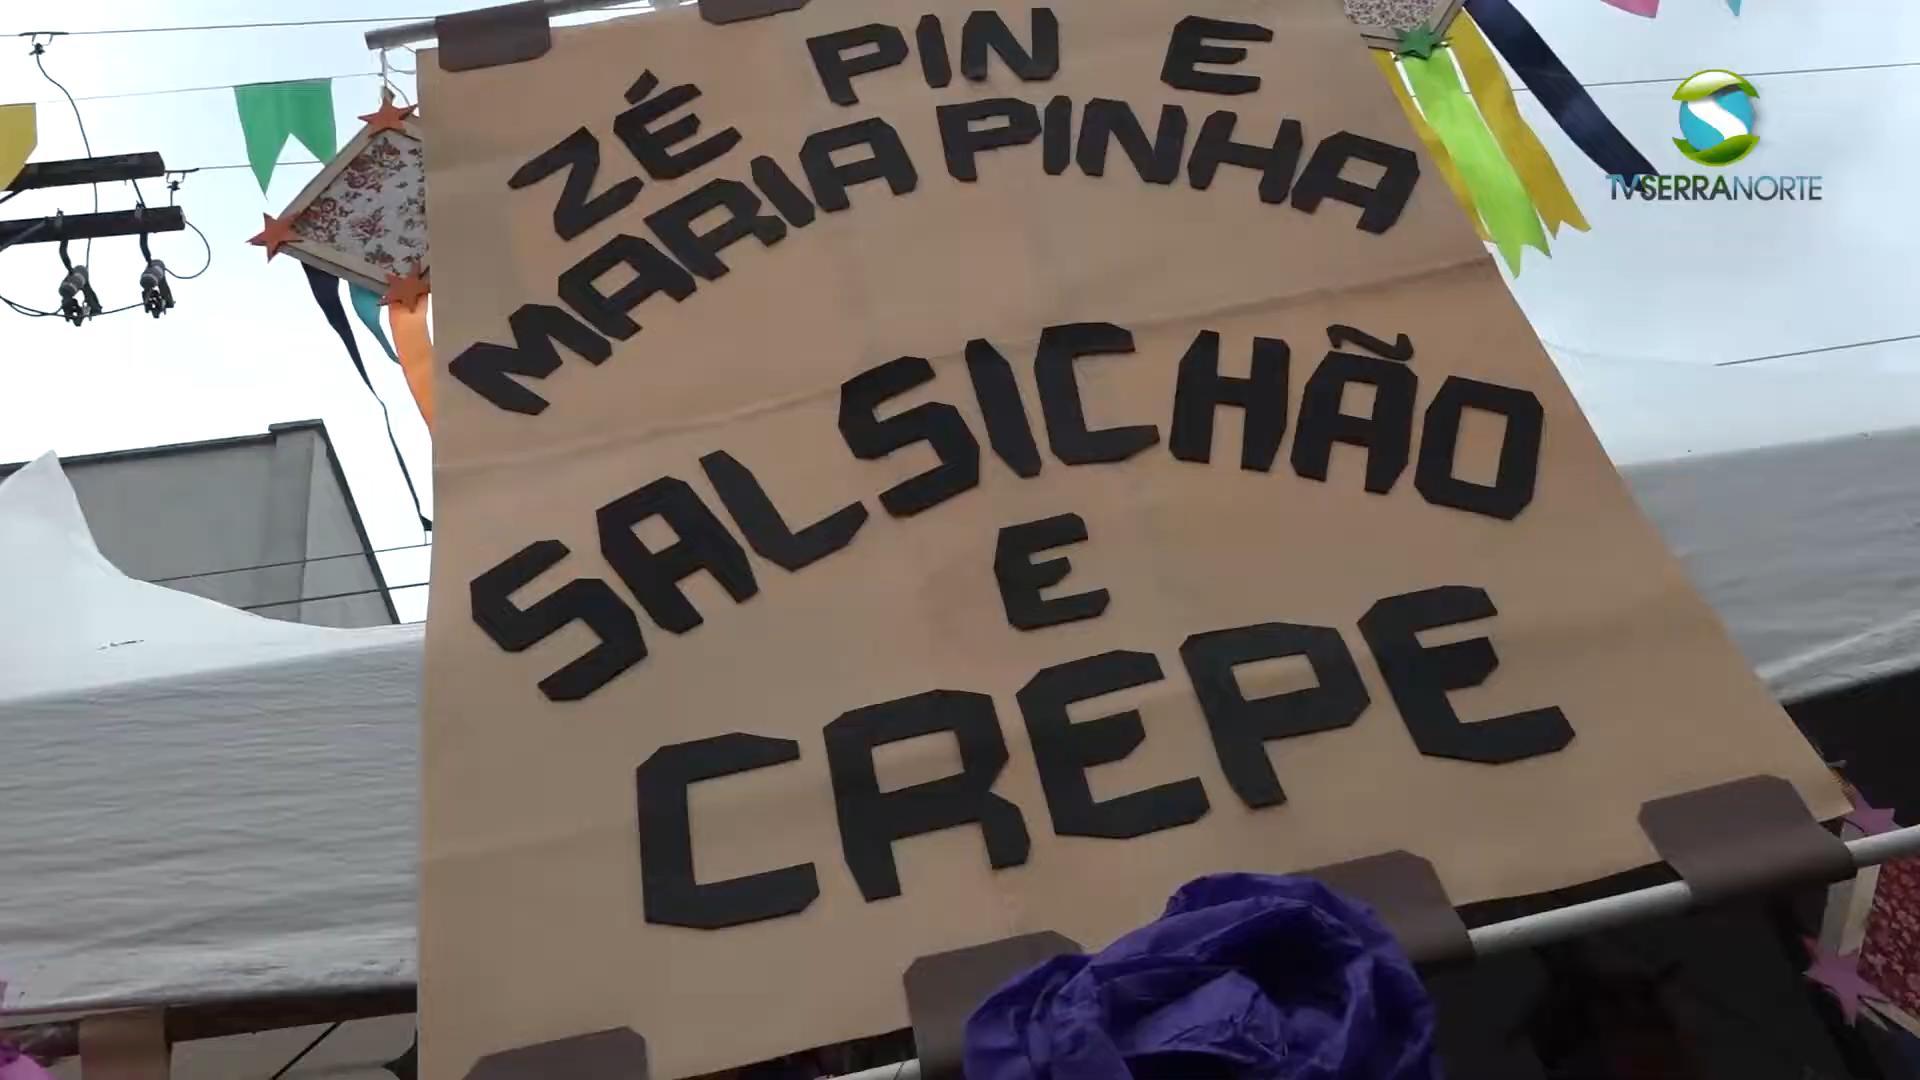 ZÉ PIN E
MARIA PINHA
SALSICHÃO
E
CREPE
TVSERRANORTE